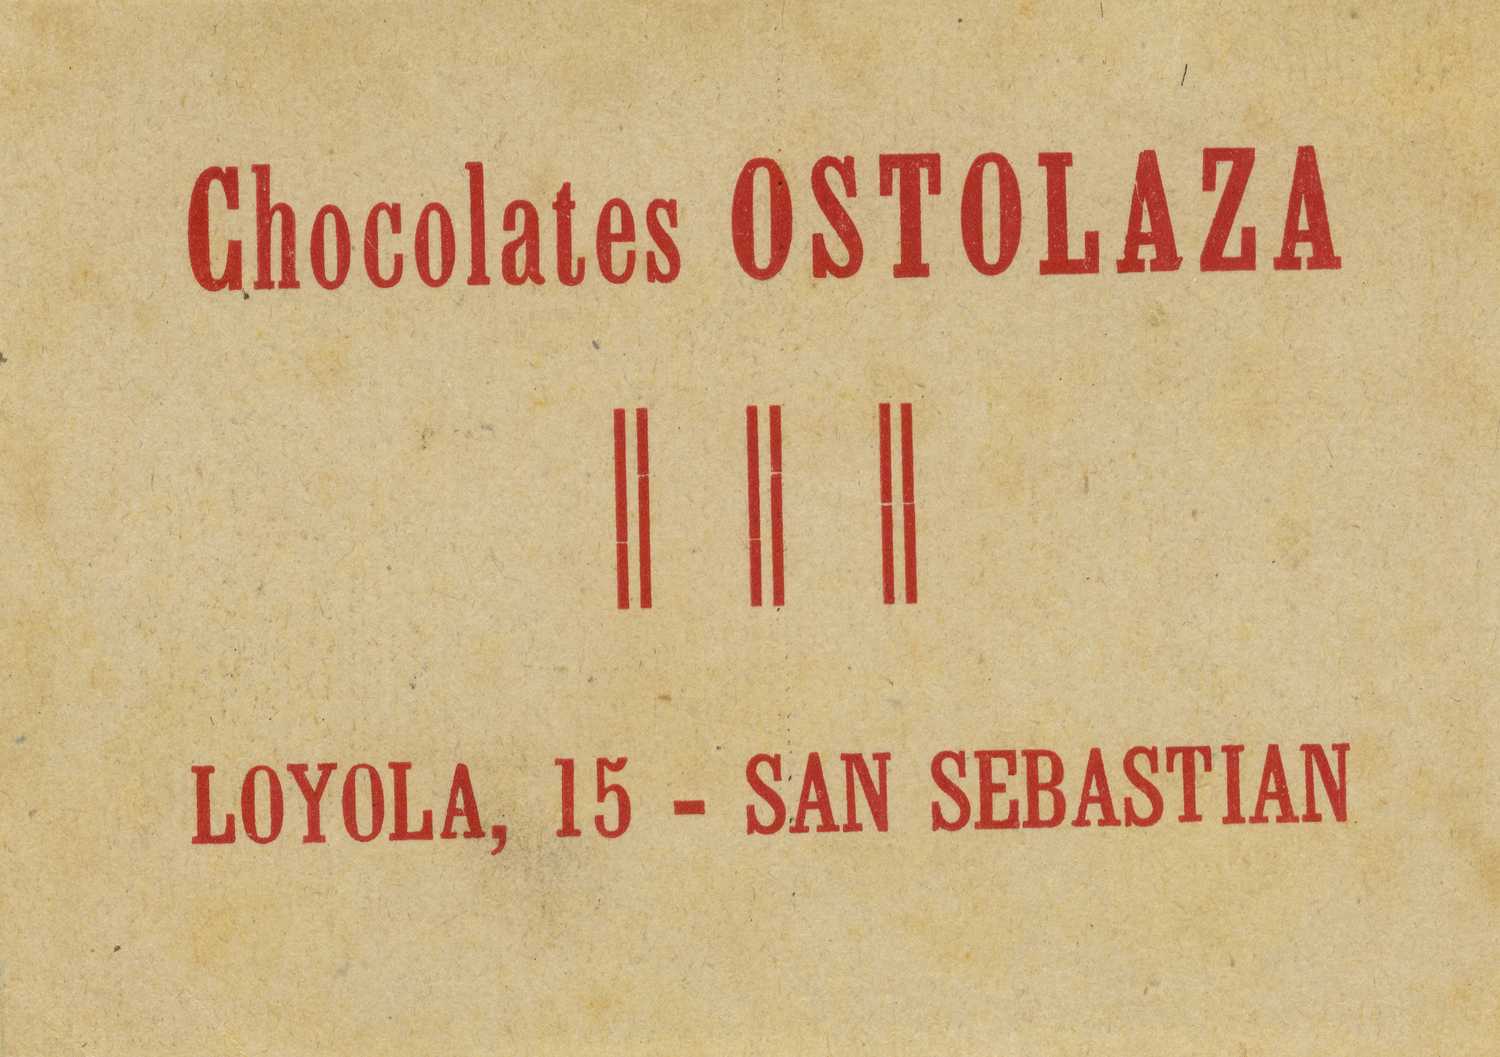 Chocolates OSTOLAZA
LOYOLA, 15 - SAN SEBASTIAN